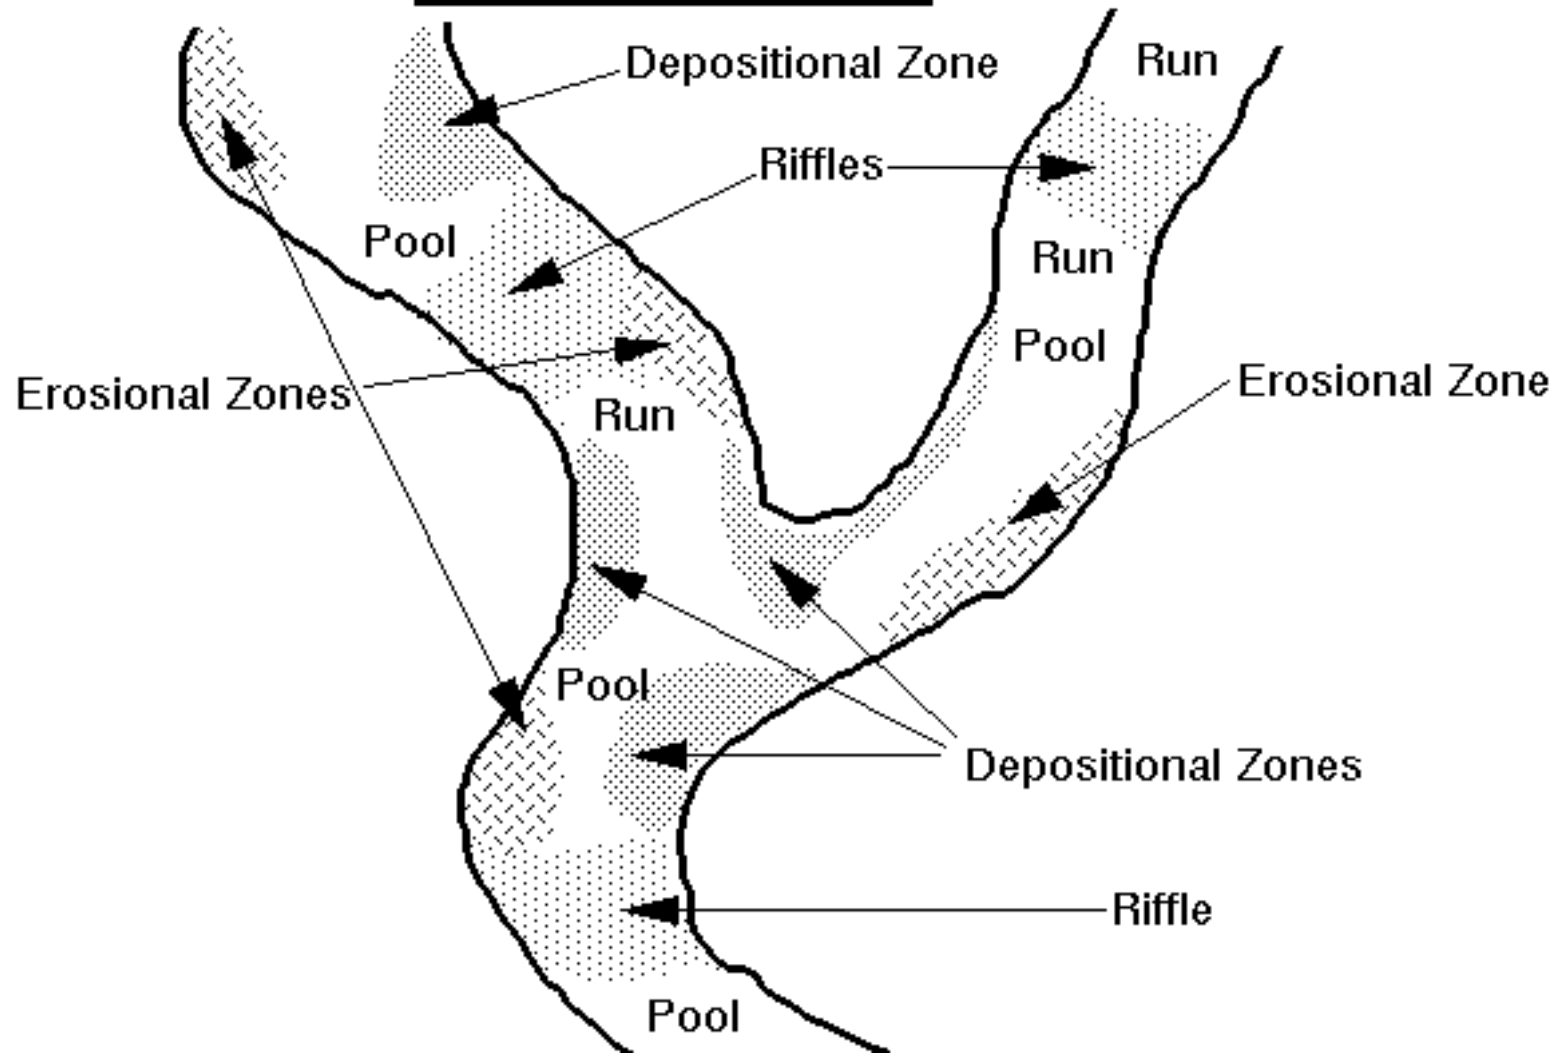 Run
Depositional Zone
Riffles
Pool
Run
Pool
Erosional Zone
Erosional Zones
Run
Pool
Depositional Zones
Riffle
Pool